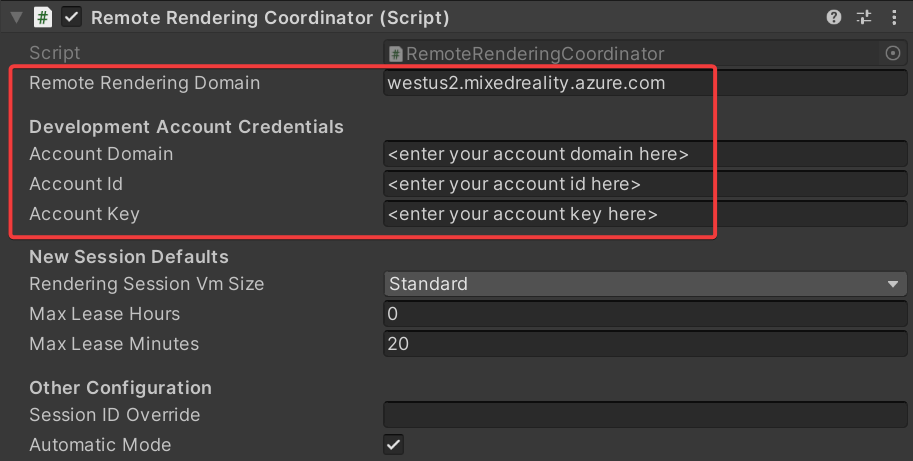 Remote Rendering Coordinator (Script)
Script # RemoteRenderingCoordinator
Remote Rendering Domain westus2.mixedreality.azure.com
Development Account Credentials
Account Domain <enter your account domain here>
Account Id <enter your account id here>
Account Key <enter your account key here>
New Session Defaults
Rendering Session Vm Size Standard
Max Lease Hours 0
Max Lease Minutes 20
Other Configuration
Session ID Override
Automatic Mode